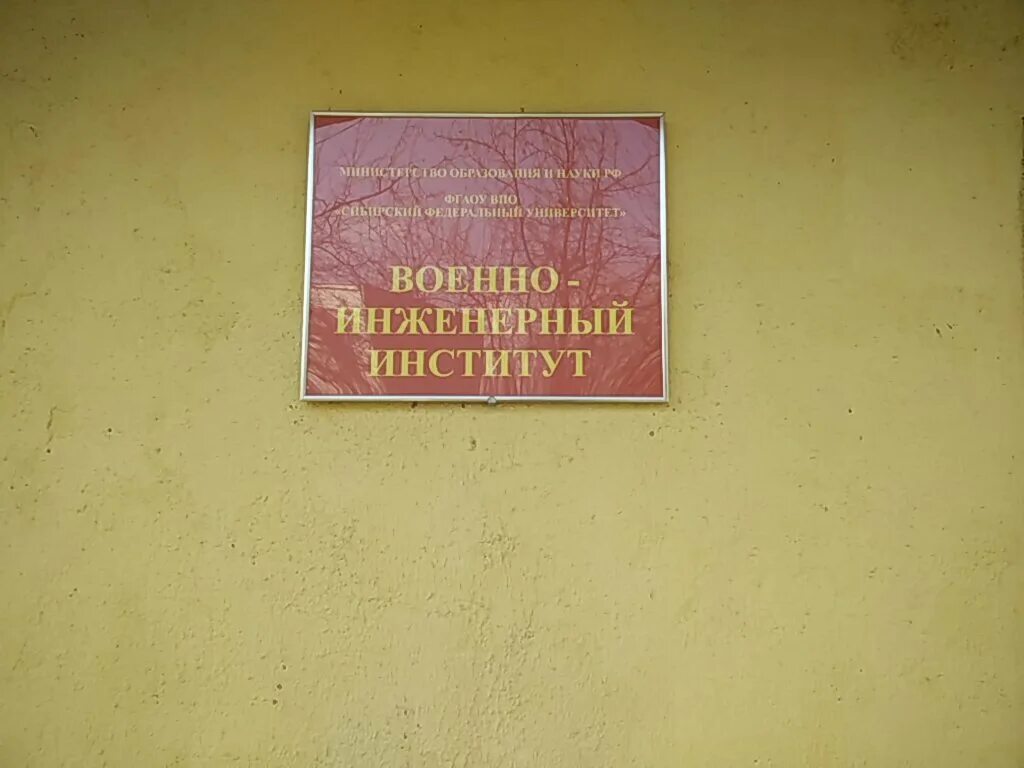 МИНИСТЕРСТВО ОБРАЗОВАНИЯ И НАУКИ РФ
ФГАОУ ВПО
«СИБИРСКИЙ ФЕДЕРАЛЬНЫЙ УНИВЕРСИТЕТ»
ВОЕННО -
ИНЖЕНЕРНЫЙ
ИНСТИТУТ